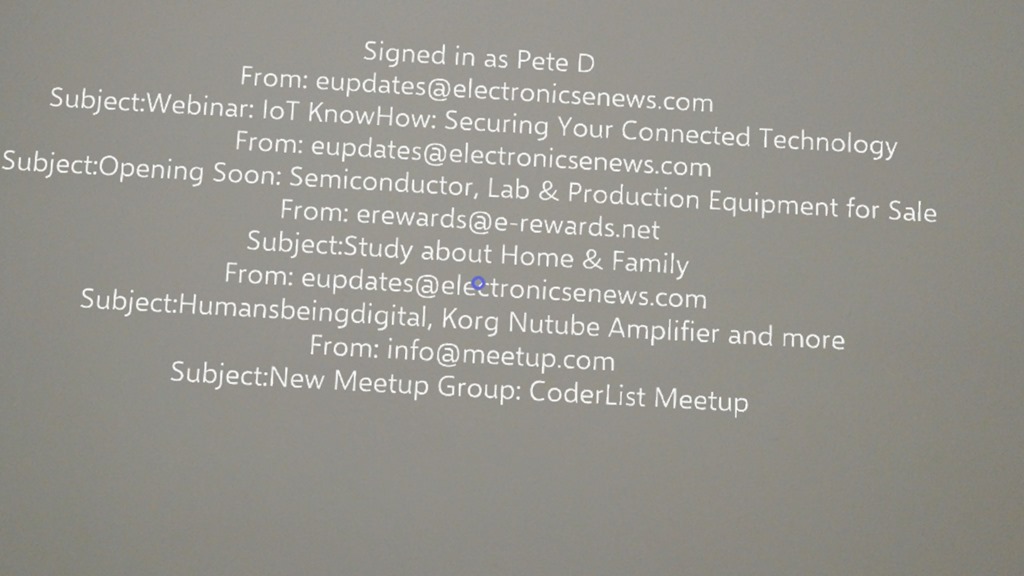 Signed in as Pete D
From: eupdates@electronicsenews.com
Subject:Webinar: IoT KnowHow: Securing Your Connected Technology
From: eupdates@electronicsenews.com
Subject:Opening Soon: Semiconductor, Lab & Production Equipment for Sale
From: erewards@e-rewards.net
Subject:Study about Home & Family
From: eupdates@electronicsenews.com
Subject:Humansbeingdigital, Korg Nutube Amplifier and more
From: info@meetup.com
Subject:New Meetup Group: CoderList Meetup